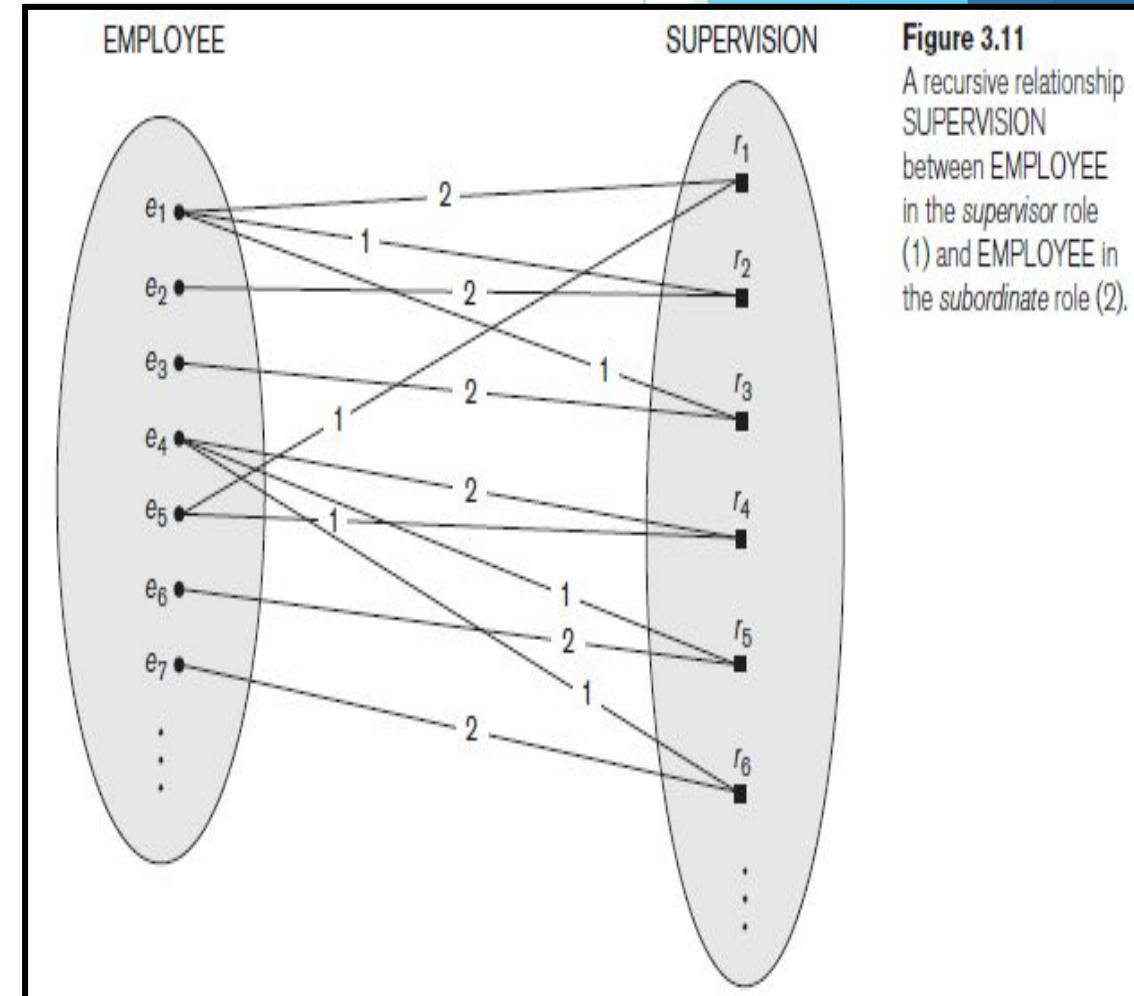 EMPLOYEE
SUPERVISION
Figure 3.11
A recursive relationship
SUPERVISION
between EMPLOYEE
in the supervisor role
(1) and EMPLOYEE in
the subordinate role (2).
e1
e2
e3
e4
e5
e6
e7
2
1
2
1
2
1
2
1
1
2
1
2
r1
r2
r3
r4
r5
r6